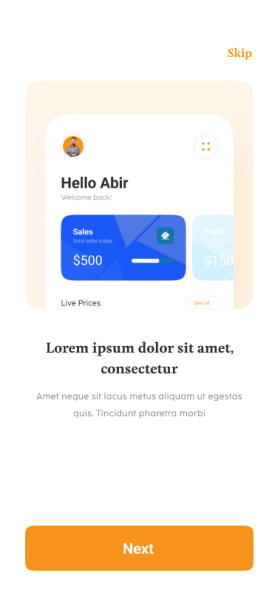 Skip
Hello Abir
Welcome back!
Sales
Total sales today
$500
Profit
$150
Live Prices
See all
Lorem ipsum dolor sit amet,
consectetur
Amet neque sit lacus metus aliquam ut egestas
quis. Tincidunt pharetra morbi
Next